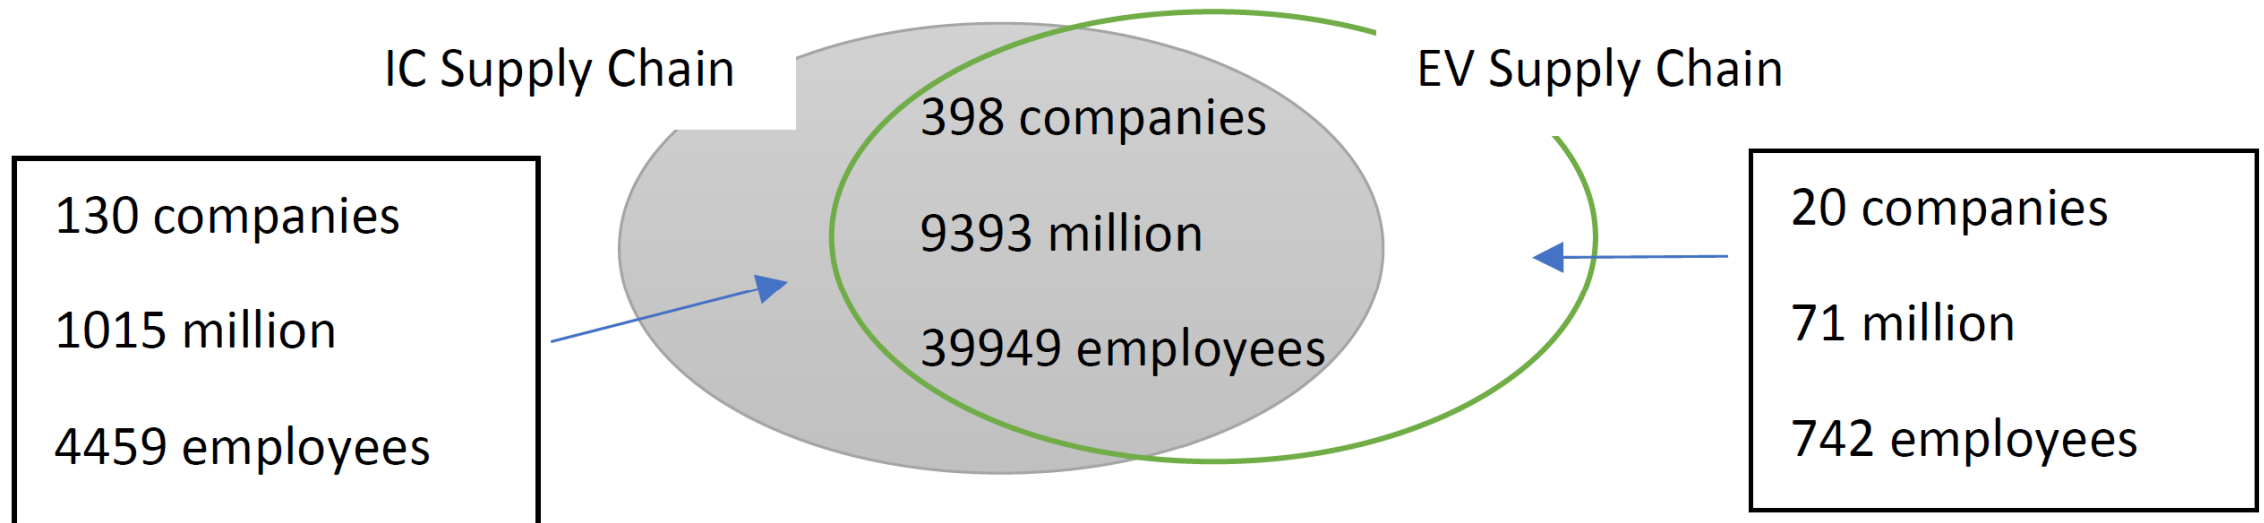 IC Supply Chain
EV Supply Chain
130 companies
1015 million
4459 employees
398 companies
9393 million
39949 employees
20 companies
71 million
742 employees